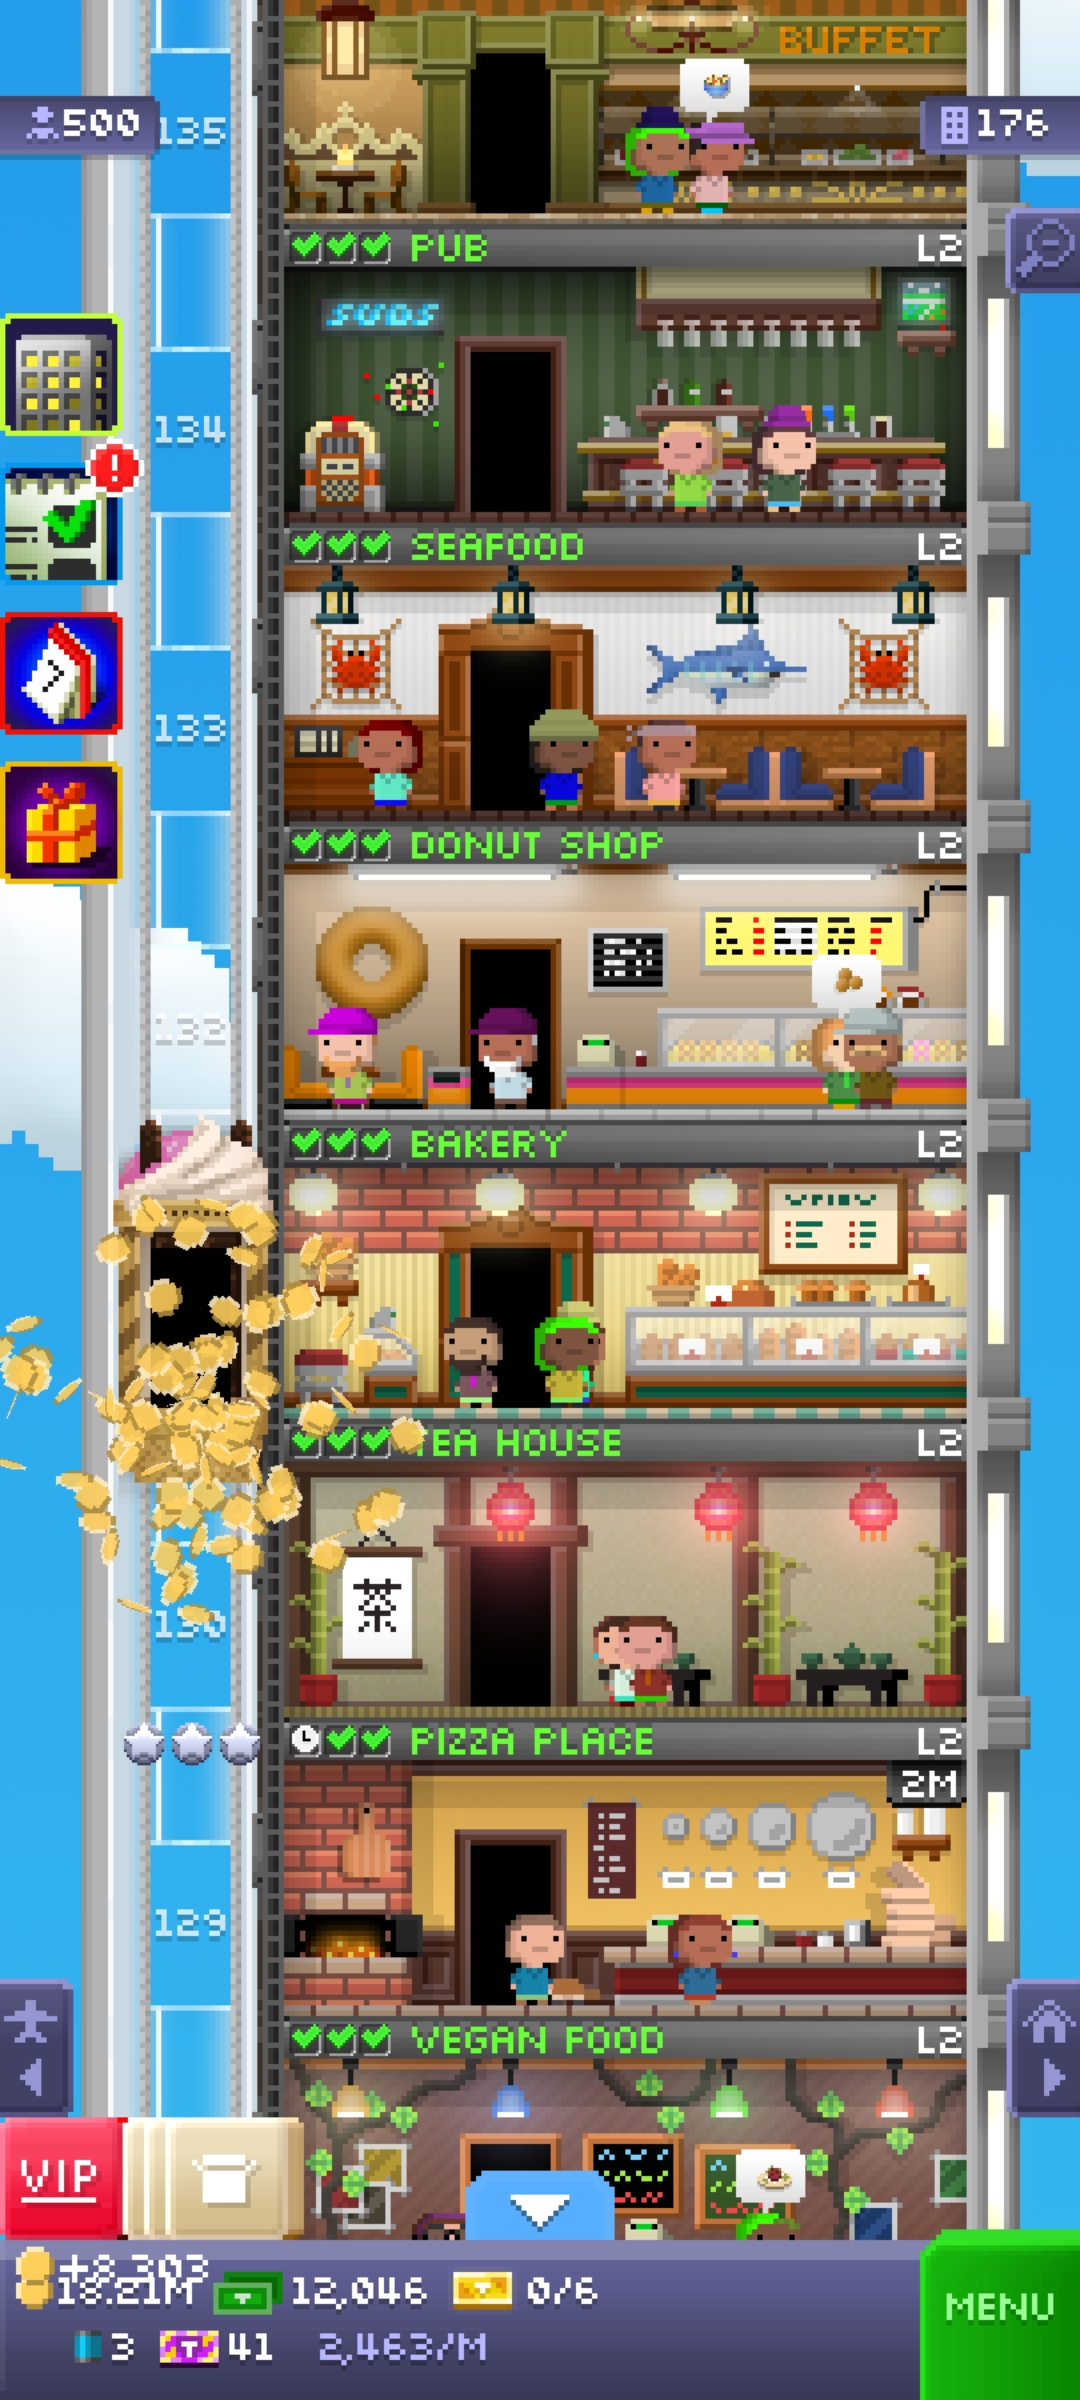 BUFFET
500
135
176
PUB L2
SUDS
134
SEAFOOD L2
133
DONUT SHOP L2
132
BAKERY L2
TEA HOUSE L2
茶
130
PIZZA PLACE L2
2M
129
VEGAN FOOD L2
VIP
+8,303
18.21M 12,046 0/6
3 T 41 2,463/M
MENU